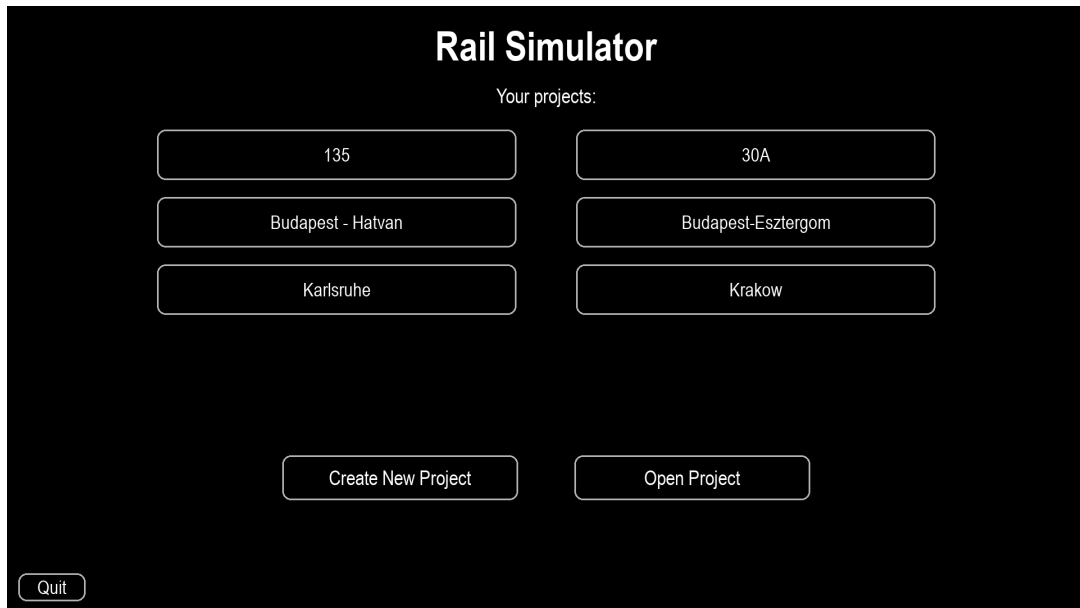 Rail Simulator
Your projects:
135
30A
Budapest - Hatvan
Budapest-Esztergom
Karlsruhe
Krakow
Create New Project
Open Project
Quit